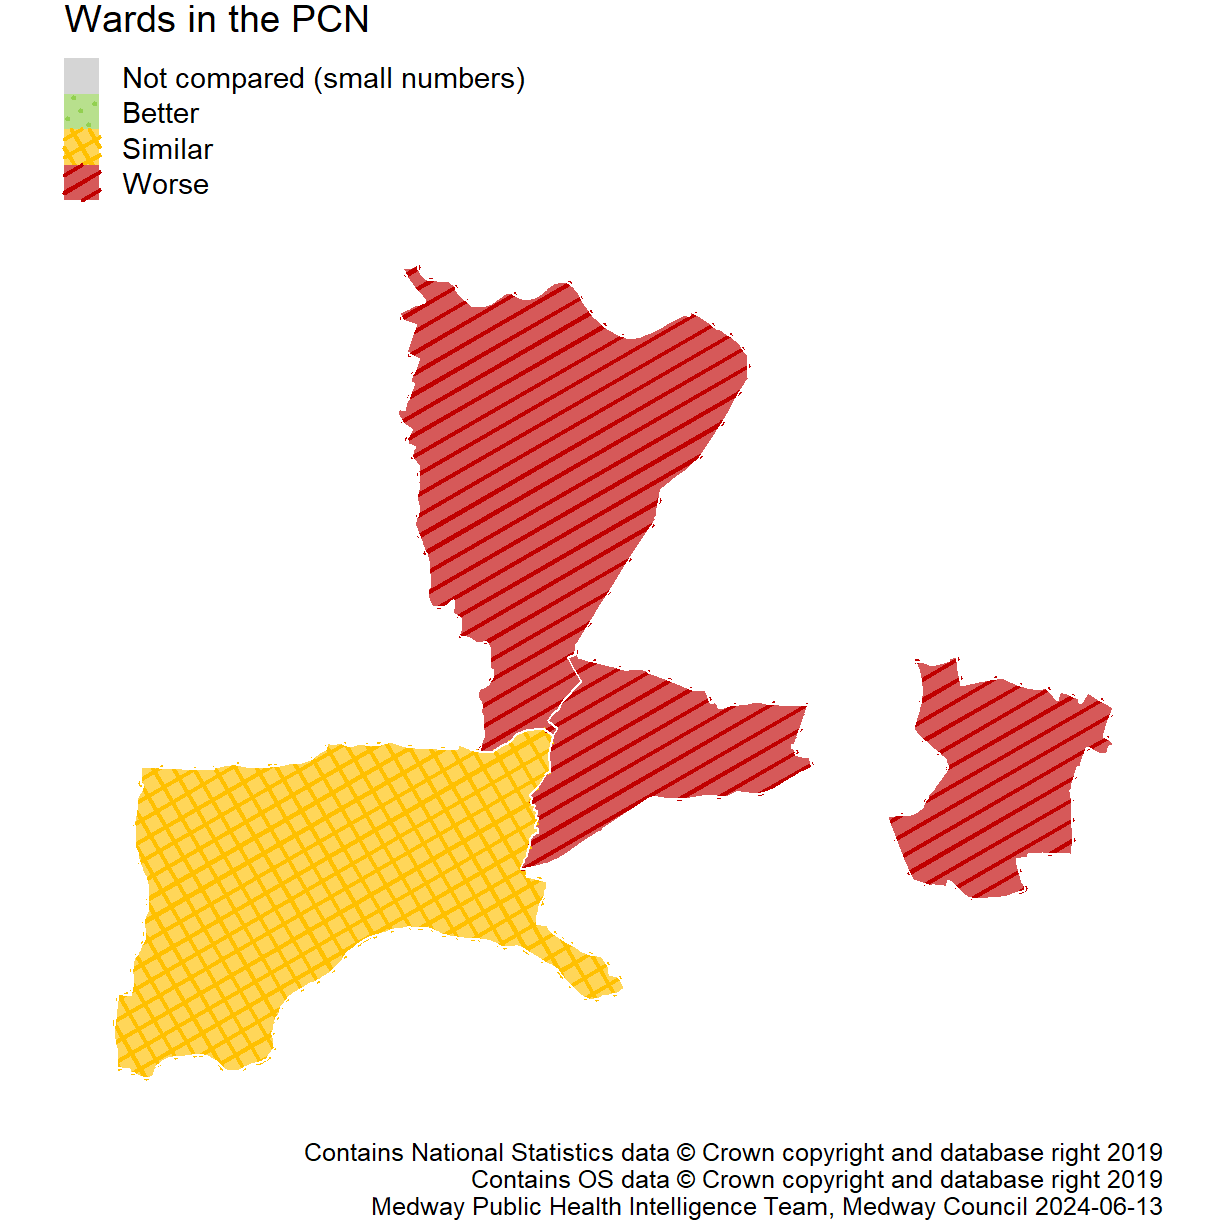 Wards in the PCN
Not compared (small numbers)
Better
Similar
Worse
Contains National Statistics data © Crown copyright and database right 2019
Contains OS data © Crown copyright and database right 2019
Medway Public Health Intelligence Team, Medway Council 2024-06-13